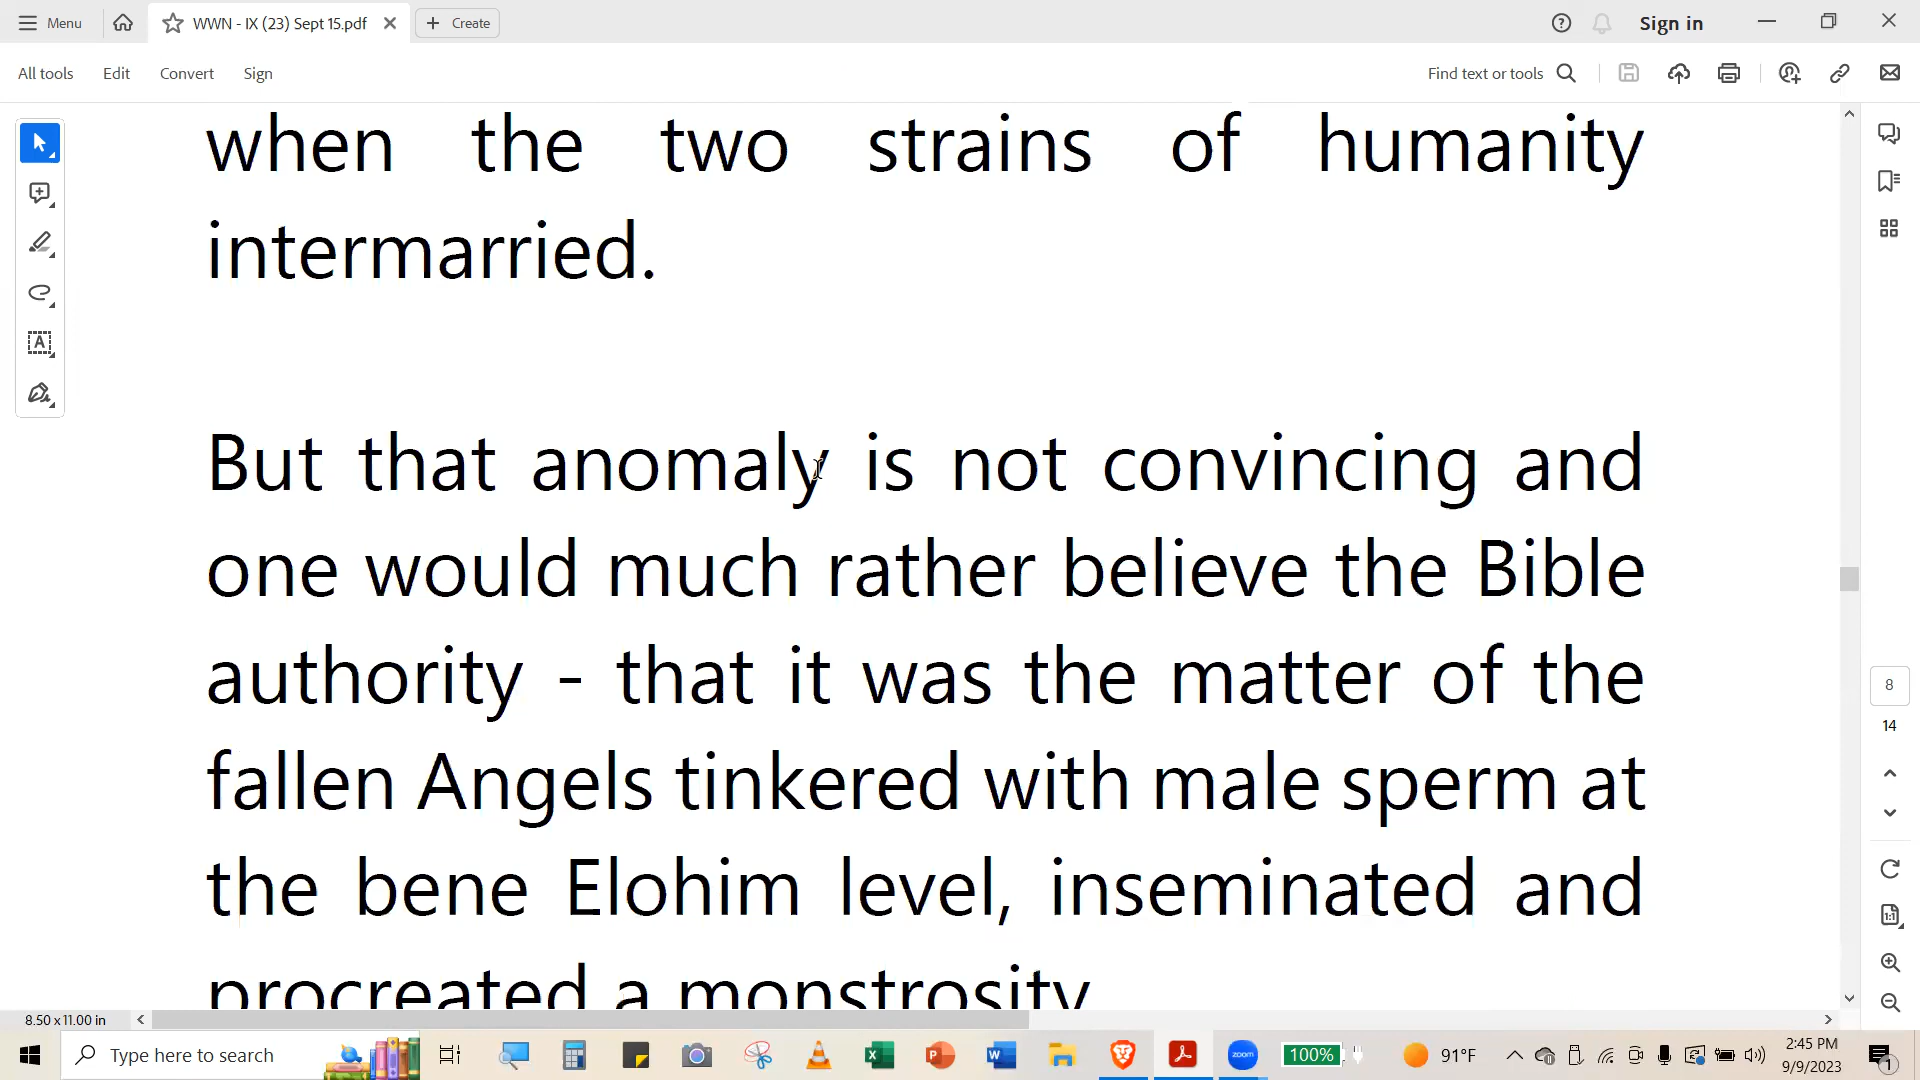 Menu
WWN - IX (23) Sept 15.pdf
Create
Sign in
All tools
Edit
Convert
Sign
Find text or tools
when the two strains of humanity
intermarried.
But that anomaly is not convincing and
one would much rather believe the Bible
authority - that it was the matter of the
fallen Angels tinkered with male sperm at
the bene Elohim level, inseminated and
procreated a monstrosity
8
14
8.50 x 11.00 in
Type here to search
zoom
100%
91°F
2:45 PM
9/9/2023
1